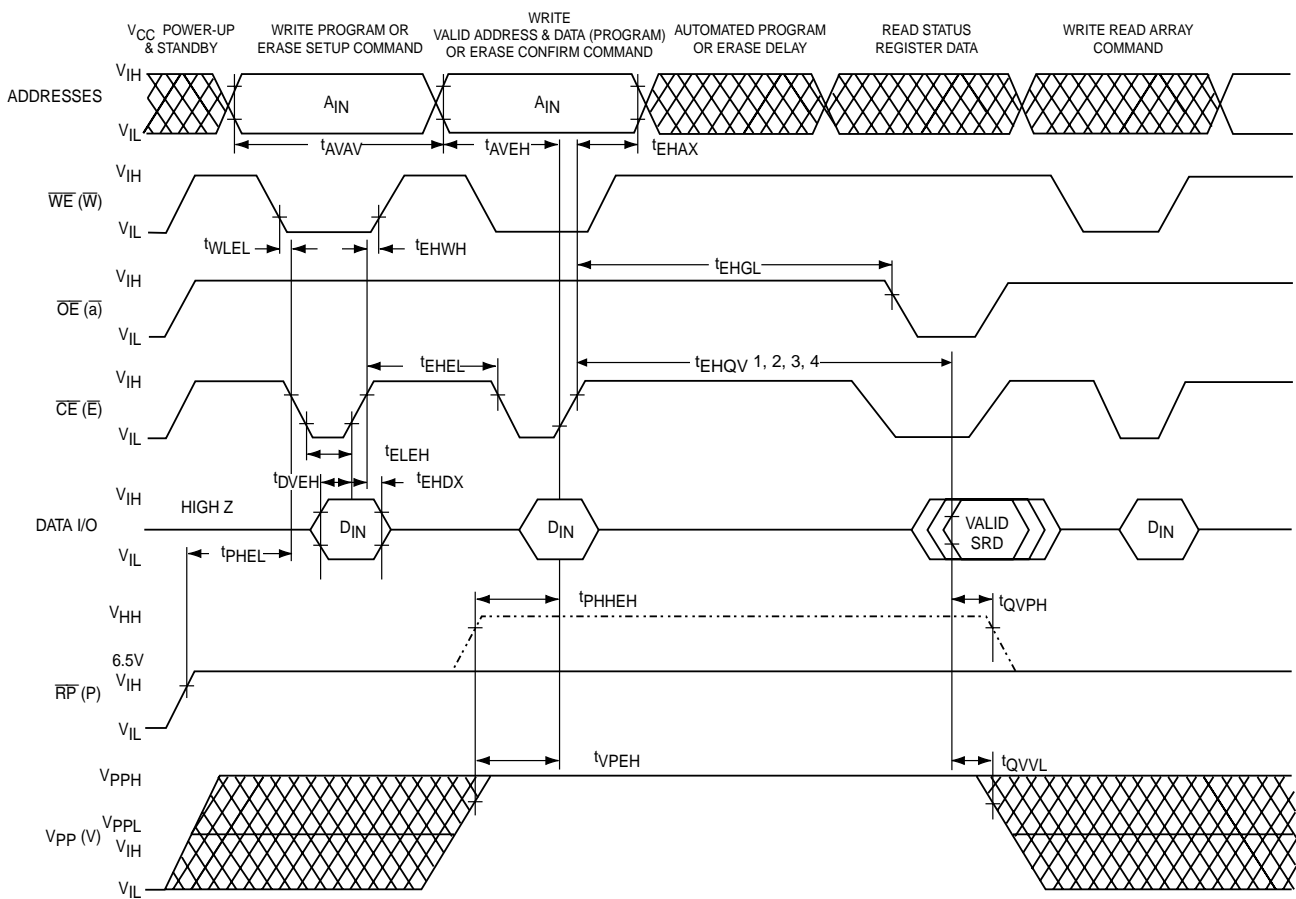 VCC POWER-UP
& STANDBY
WRITE PROGRAM OR
ERASE SETUP COMMAND
WRITE
VALID ADDRESS & DATA (PROGRAM)
OR ERASE CONFIRM COMMAND
AUTOMATED PROGRAM
OR ERASE DELAY
READ STATUS
REGISTER DATA
WRITE READ ARRAY
COMMAND
ADDRESSES
VIH
VIL
AIN
AIN
tAVAV
tAVEH
tEHAX
WE (W)
VIH
VIL
tWLEL
tEHWH
OE (a)
VIH
VIL
tEHGL
CE (E)
VIH
VIL
tEHEL
tEHQV 1, 2, 3, 4
tELEH
tDVEH
tEHDX
DATA I/O
VIH
VIL
HIGH Z
DIN
DIN
VALID
SRD
DIN
tPHEL
tPHHEH
tQVPH
VHH
6.5V
VIH
RP (P)
VIL
tVPEH
tQVVL
VPPH
VPPL
VPP (V)
VIH
VIL